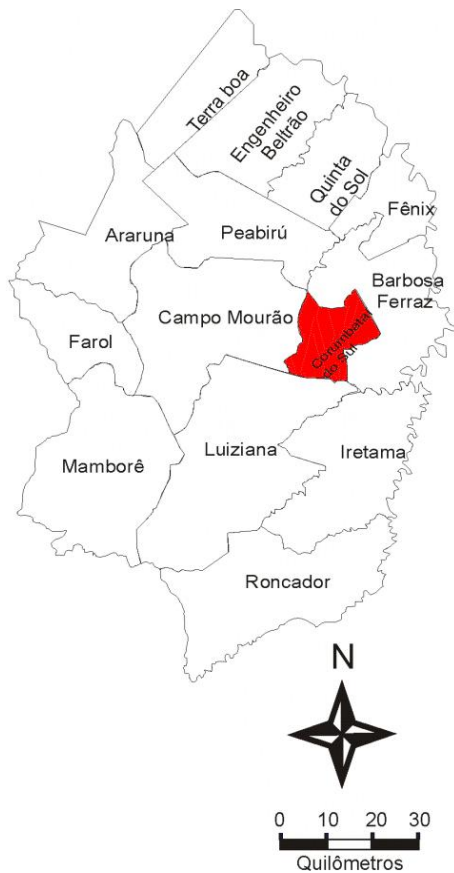 Terra boa
Engenheiro
Beltrão
Quinta
do Sol
Fênix
Araruna
Peabirú
Barbosa
Ferraz
Campo Mourão
Corumbataí
do Sul
Farol
Luiziana
Iretama
Mamborê
Roncador
N
0 10 20 30
Quilômetros